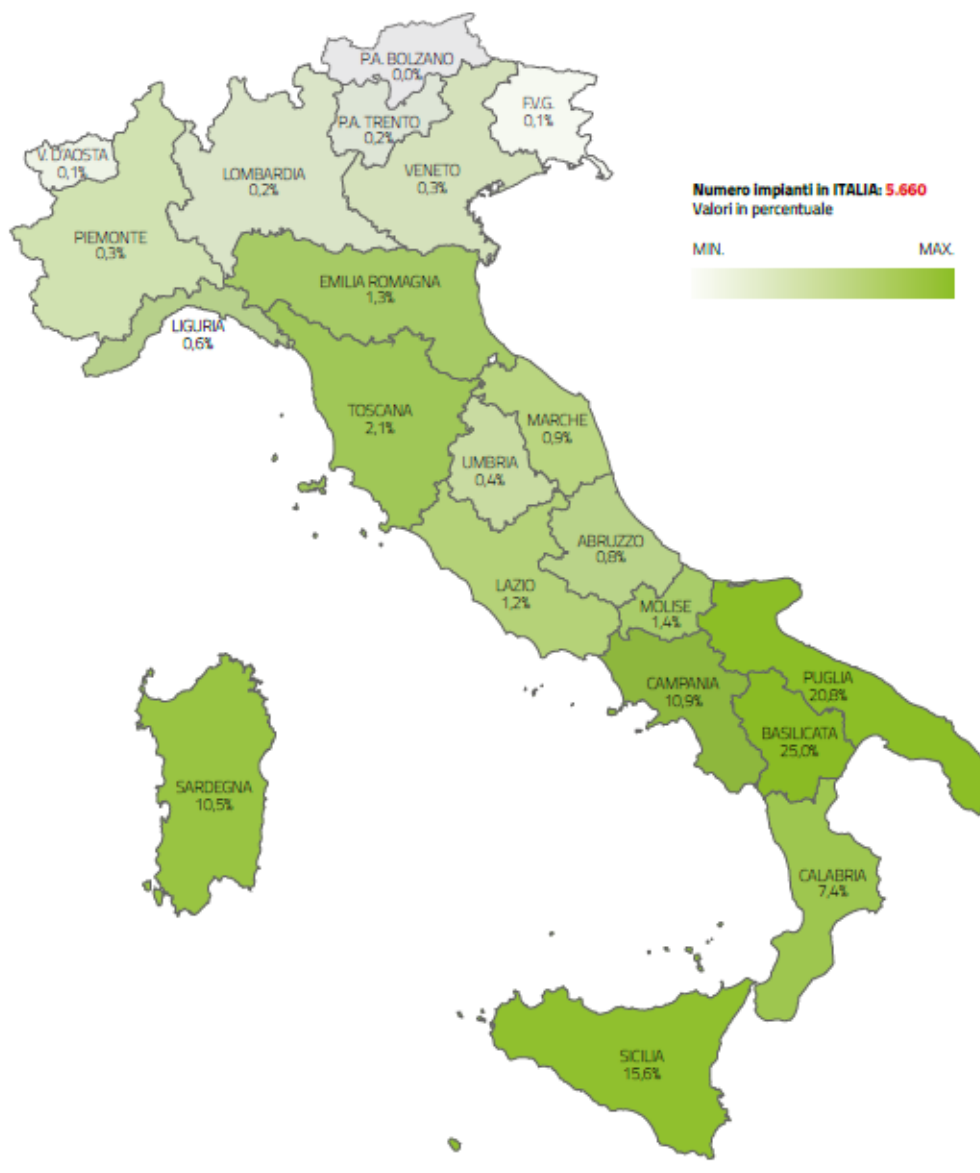 P.A. BOLZANO
0,0%
F.V.G.
0,1%
P.A. TRENTO
0,2%
V. D'AOSTA
0,1%
LOMBARDIA
0,2%
VENETO
0,3%
Numero impianti in ITALIA: 5.660
Valori in percentuale
MIN. MAX.
PIEMONTE
0,3%
EMILIA ROMAGNA
1,3%
LIGURIA
0,6%
TOSCANA
2,1%
MARCHE
0,9%
UMBRIA
0,4%
ABRUZZO
0,8%
LAZIO
1,2%
MOLISE
1,4%
CAMPANIA
10,9%
PUGLIA
20,8%
BASILICATA
25,0%
SARDEGNA
10,5%
CALABRIA
7,4%
SICILIA
15,6%